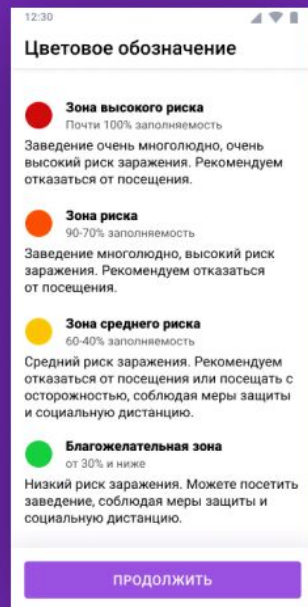 12:30
Цветовое обозначение
Зона высокого риска
Почти 100% заполняемость
Заведение очень многолюдно, очень
высокий риск заражения. Рекомендуем
отказаться от посещения.
Зона риска
90-70% заполняемость
Заведение многолюдно, высокий риск
заражения. Рекомендуем отказаться
от посещения.
Зона среднего риска
60-40% заполняемость
Средний риск заражения. Рекомендуем
отказаться от посещения или посещать с
осторожностью, соблюдая меры защиты
и социальную дистанцию.
Благожелательная зона
от 30% и ниже
Низкий риск заражения. Можете посетить
заведение, соблюдая меры защиты и
социальную дистанцию.
ПРОДОЛЖИТЬ